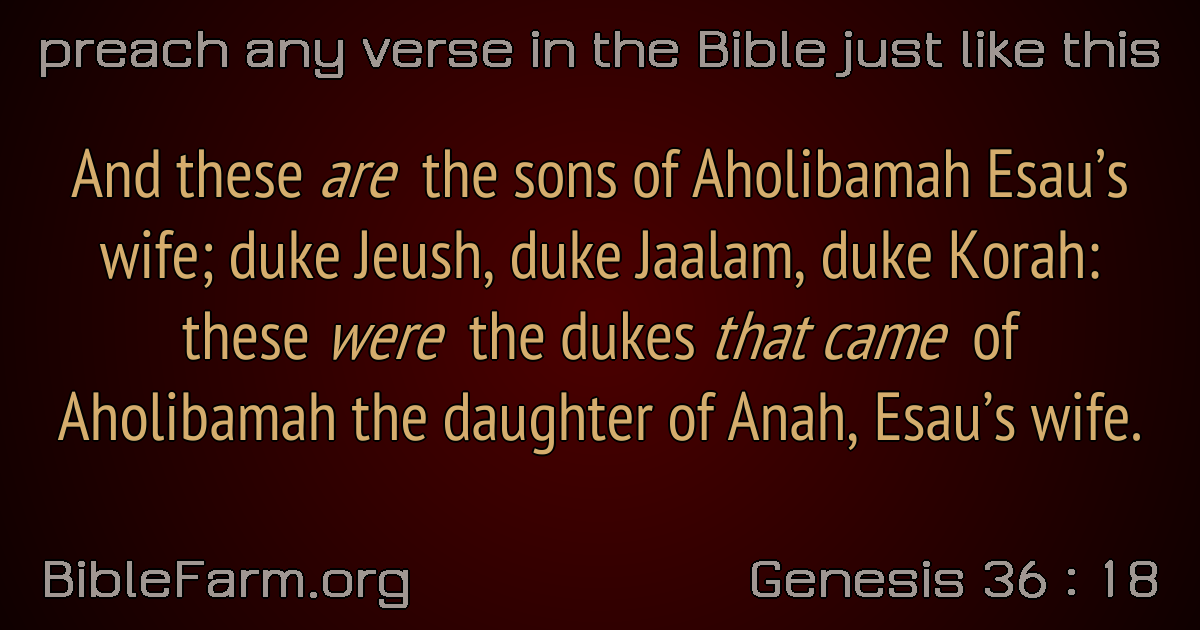 preach any verse in the Bible just like this
And these are the sons of Aholibamah Esau’s
wife; duke Jeush, duke Jaalam, duke Korah:
these were the dukes that came of
Aholibamah the daughter of Anah, Esau’s wife.
BibleFarm.org
Genesis 36 : 18